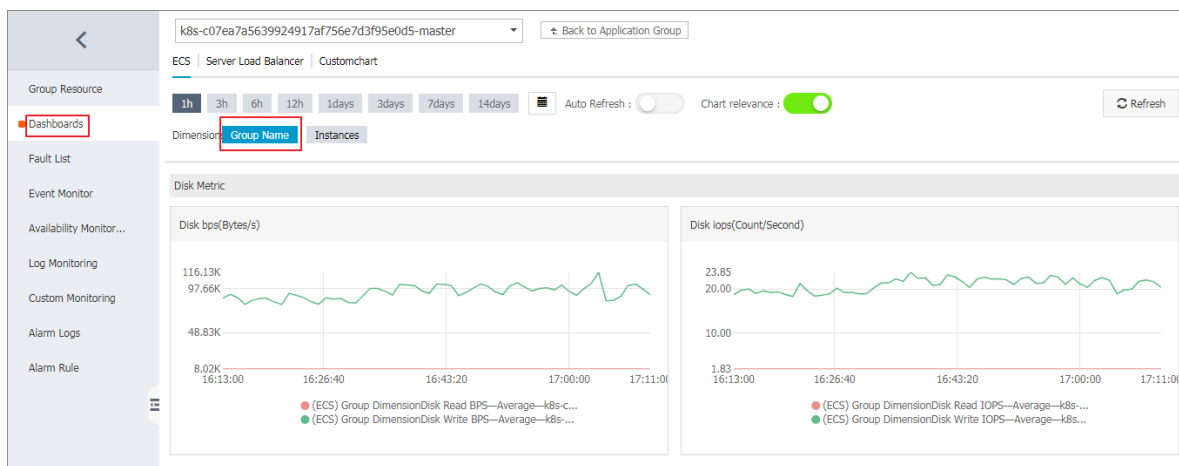 k8s-c07ea7a5639924917af756e7d3f95e0d5-master
Back to Application Group
ECS Server Load Balancer Customchart
Group Resource
Dashboards
Fault List
Event Monitor
Availability Monitor...
Log Monitoring
Custom Monitoring
Alarm Logs
Alarm Rule
1h 3h 6h 12h 1days 3days 7days 14days Auto Refresh : Chart relevance : Refresh
Dimension: Group Name Instances
Disk Metric
Disk bps(Bytes/s)
116.13K
97.66K
48.83K
8.02K
16:13:00 16:26:40 16:43:20 17:00:00 17:11:00
(ECS) Group DimensionDisk Read BPS—Average—k8s-c...
(ECS) Group DimensionDisk Write BPS—Average—k8s-...
Disk iops(Count/Second)
23.85
20.00
10.00
1.83
16:13:00 16:26:40 16:43:20 17:00:00 17:11:00
(ECS) Group DimensionDisk Read IOPS—Average—k8s-...
(ECS) Group DimensionDisk Write IOPS—Average—k8s...